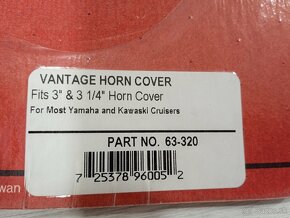 VANTAGE HORN COVER
Fits 3" & 3 1/4" Horn Cover
For Most Yamaha and Kawaski Cruisers
PART NO. 63-320
7 25378 96005 2
wan